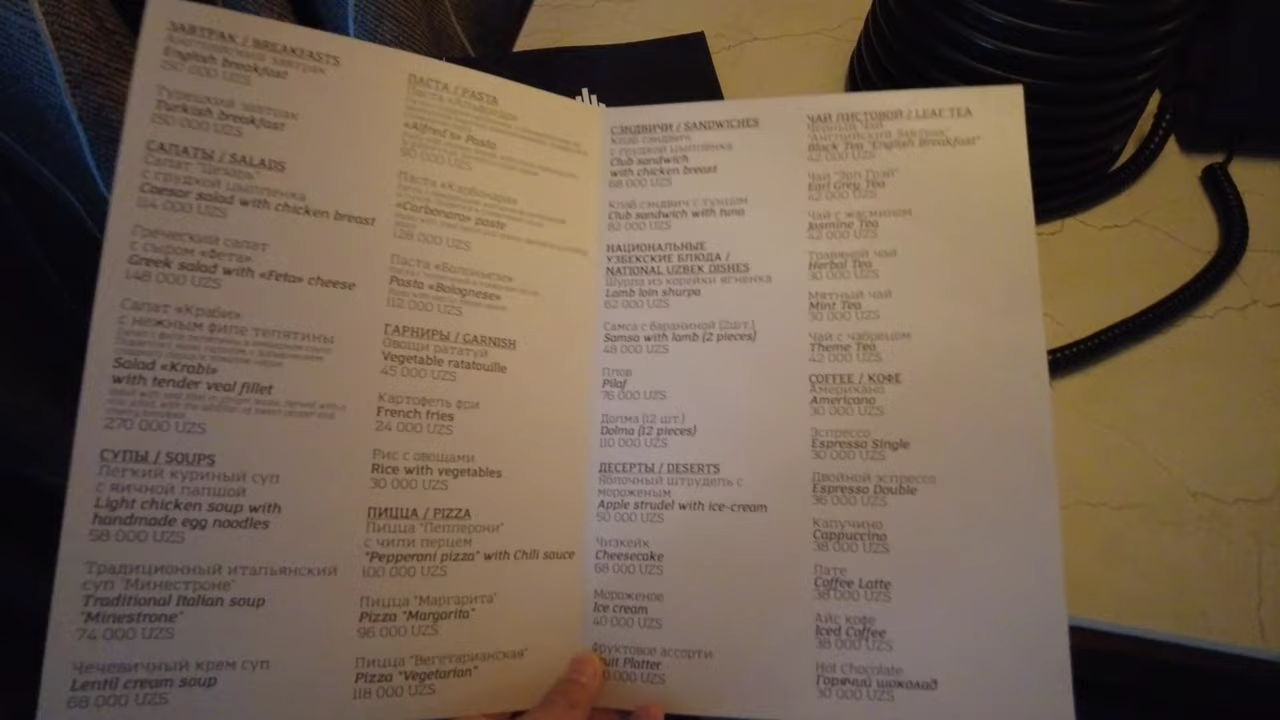 ЗАВТРАК / BREAKFASTS
Английский завтрак
English breakfast
150 000 UZS
Турецкий завтрак
Turkish breakfast
150 000 UZS
САЛАТЫ / SALADS
Салат "Цезарь"
с грудкой цыпленка
Caesar salad with chicken breast
114 000 UZS
Греческий салат
с сыром «Фета»
Greek salad with «Feta» cheese
148 000 UZS
Салат «Краби»
с нежным филе телятины
Salad «Krabi»
with tender veal fillet
270 000 UZS
СУПЫ / SOUPS
Легкий куриный суп
с яичной лапшой
Light chicken soup with
handmade egg noodles
58 000 UZS
Традиционный итальянский
суп "Минестроне"
Traditional Italian soup
"Minestrone"
74 000 UZS
Чечевичный крем суп
Lentil cream soup
68 000 UZS
ПАСТА / PASTA
Паста
«Alfred's» Pasta
90 000 UZS
Паста «Карбонара»
«Carbonara» paste
128 000 UZS
Паста «Болоньезе»
Pasta «Bolognese»
112 000 UZS
ГАРНИРЫ / GARNISH
Овощи рататуй
Vegetable ratatouille
45 000 UZS
Картофель фри
French fries
24 000 UZS
Рис с овощами
Rice with vegetables
30 000 UZS
ПИЦЦА / PIZZA
Пицца "Пепперони"
с чили перцем
"Pepperoni pizza" with Chili sauce
100 000 UZS
Пицца "Маргарита"
Pizza "Margarita"
96 000 UZS
Пицца "Вегетарианская"
Pizza "Vegetarian"
118 000 UZS
СЭНДВИЧИ / SANDWICHES
Клаб сэндвич
с грудкой цыпленка
Club sandwich
with chicken breast
68 000 UZS
Клаб сэндвич с тунцом
Club sandwich with tuna
82 000 UZS
НАЦИОНАЛЬНЫЕ
УЗБЕКСКИЕ БЛЮДА /
NATIONAL UZBEK DISHES
Шурпа из корейки ягненка
Lamb loin shurpa
62 000 UZS
Самса с бараниной (2шт.)
Samsa with lamb (2 pieces)
48 000 UZS
Плов
Pilaf
76 000 UZS
Долма (12 шт.)
Dolma (12 pieces)
110 000 UZS
ДЕСЕРТЫ / DESERTS
Яблочный штрудель с
мороженым
Apple strudel with ice-cream
50 000 UZS
Чизкейк
Cheesecake
68 000 UZS
Мороженое
Ice cream
40 000 UZS
Фруктовое ассорти
Platter
000 UZS
ЧАЙ ЛИСТОВОЙ / LEAF TEA
Черный чай
"Английский Завтрак"
Black Tea "English Breakfast"
42 000 UZS
Чай "Эрл Грэй"
Earl Grey Tea
42 000 UZS
Чай с жасмином
Jasmine Tea
42 000 UZS
Травяной чай
Herbal Tea
30 000 UZS
Мятный чай
Mint Tea
30 000 UZS
Чай с чабрецом
Theme Tea
42 000 UZS
COFFEE / КОФЕ
Американо
Americano
30 000 UZS
Эспрессо
Espresso Single
30 000 UZS
Двойной эспрессо
Espresso Double
36 000 UZS
Капучино
Cappuccino
38 000 UZS
Лате
Coffee Latte
38 000 UZS
Айс кофе
Iced Coffee
38 000 UZS
Hot Chocolate
Горячий шоколад
30 000 UZS